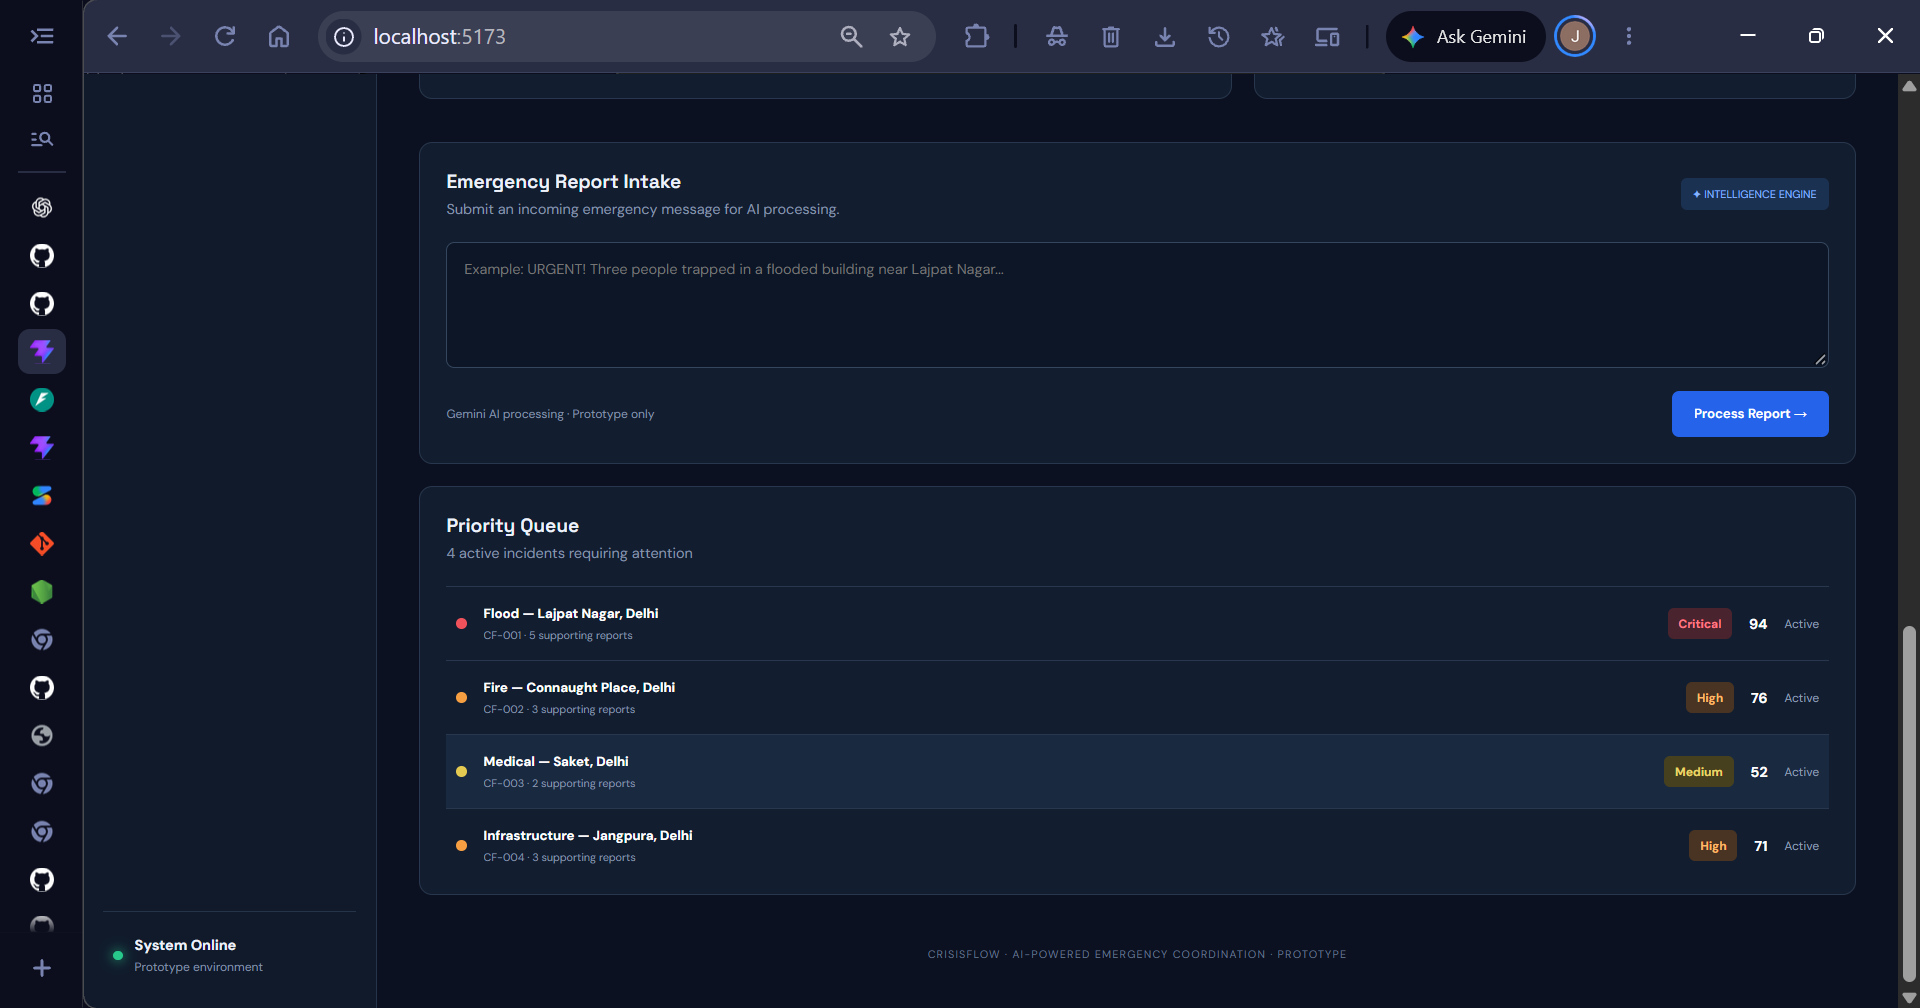 localhost:5173
Ask Gemini
J
Emergency Report Intake
Submit an incoming emergency message for AI processing.
✦ INTELLIGENCE ENGINE
Example: URGENT! Three people trapped in a flooded building near Lajpat Nagar...
Gemini AI processing · Prototype only
Process Report →
Priority Queue
4 active incidents requiring attention
Flood — Lajpat Nagar, Delhi
CF-001 · 5 supporting reports
Critical 94 Active
Fire — Connaught Place, Delhi
CF-002 · 3 supporting reports
High 76 Active
Medical — Saket, Delhi
CF-003 · 2 supporting reports
Medium 52 Active
Infrastructure — Jangpura, Delhi
CF-004 · 3 supporting reports
High 71 Active
System Online
Prototype environment
CRISISFLOW · AI-POWERED EMERGENCY COORDINATION · PROTOTYPE